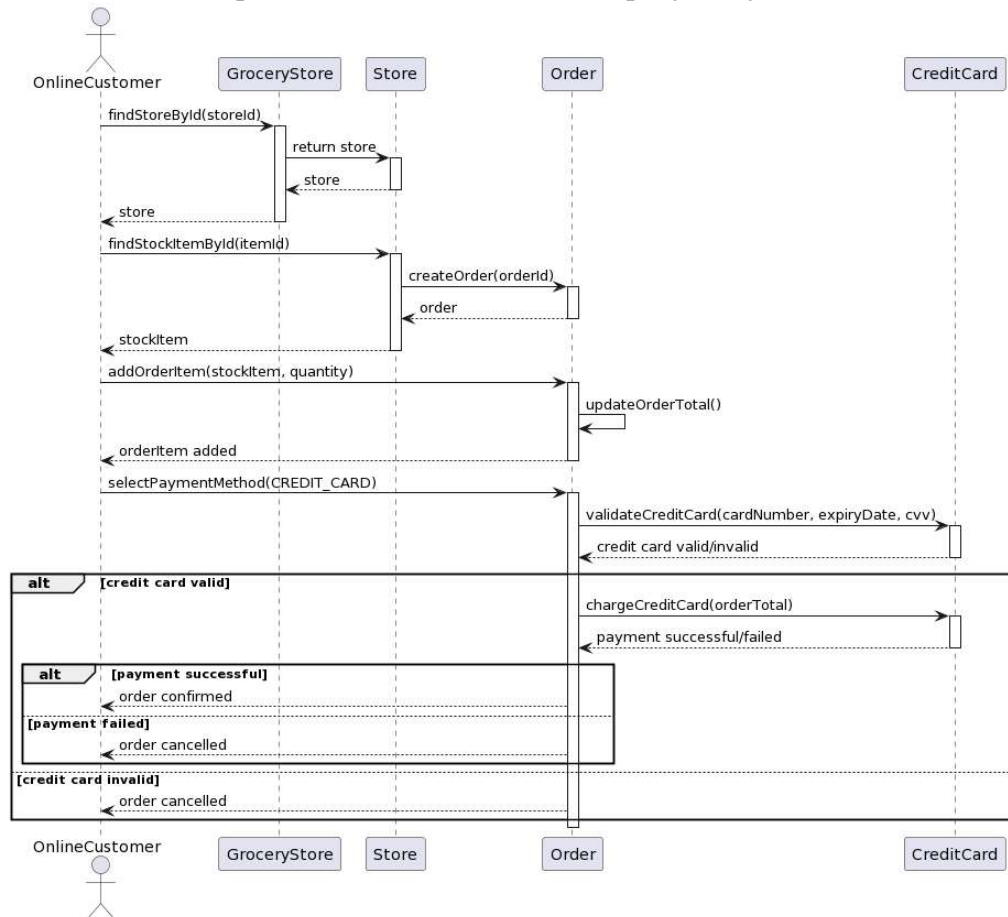 OnlineCustomer
GroceryStore
Store
Order
CreditCard
findStoreById(storeId)
return store
store
store
findStockItemById(itemId)
createOrder(orderId)
order
stockItem
addOrderItem(stockItem, quantity)
updateOrderTotal()
orderItem added
selectPaymentMethod(CREDIT_CARD)
validateCreditCard(cardNumber, expiryDate, cvv)
credit card valid/invalid
alt
[credit card valid]
chargeCreditCard(orderTotal)
payment successful/failed
alt
[payment successful]
order confirmed
[payment failed]
order cancelled
[credit card invalid]
order cancelled
OnlineCustomer
GroceryStore
Store
Order
CreditCard